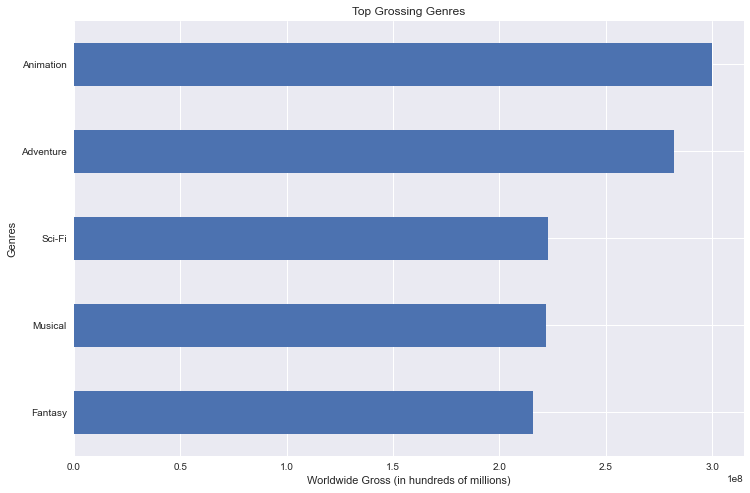 Top Grossing Genres
Animation
Adventure
Sci-Fi
Musical
Fantasy
Genres
0.0 0.5 1.0 1.5 2.0 2.5 3.0
1e8
Worldwide Gross (in hundreds of millions)